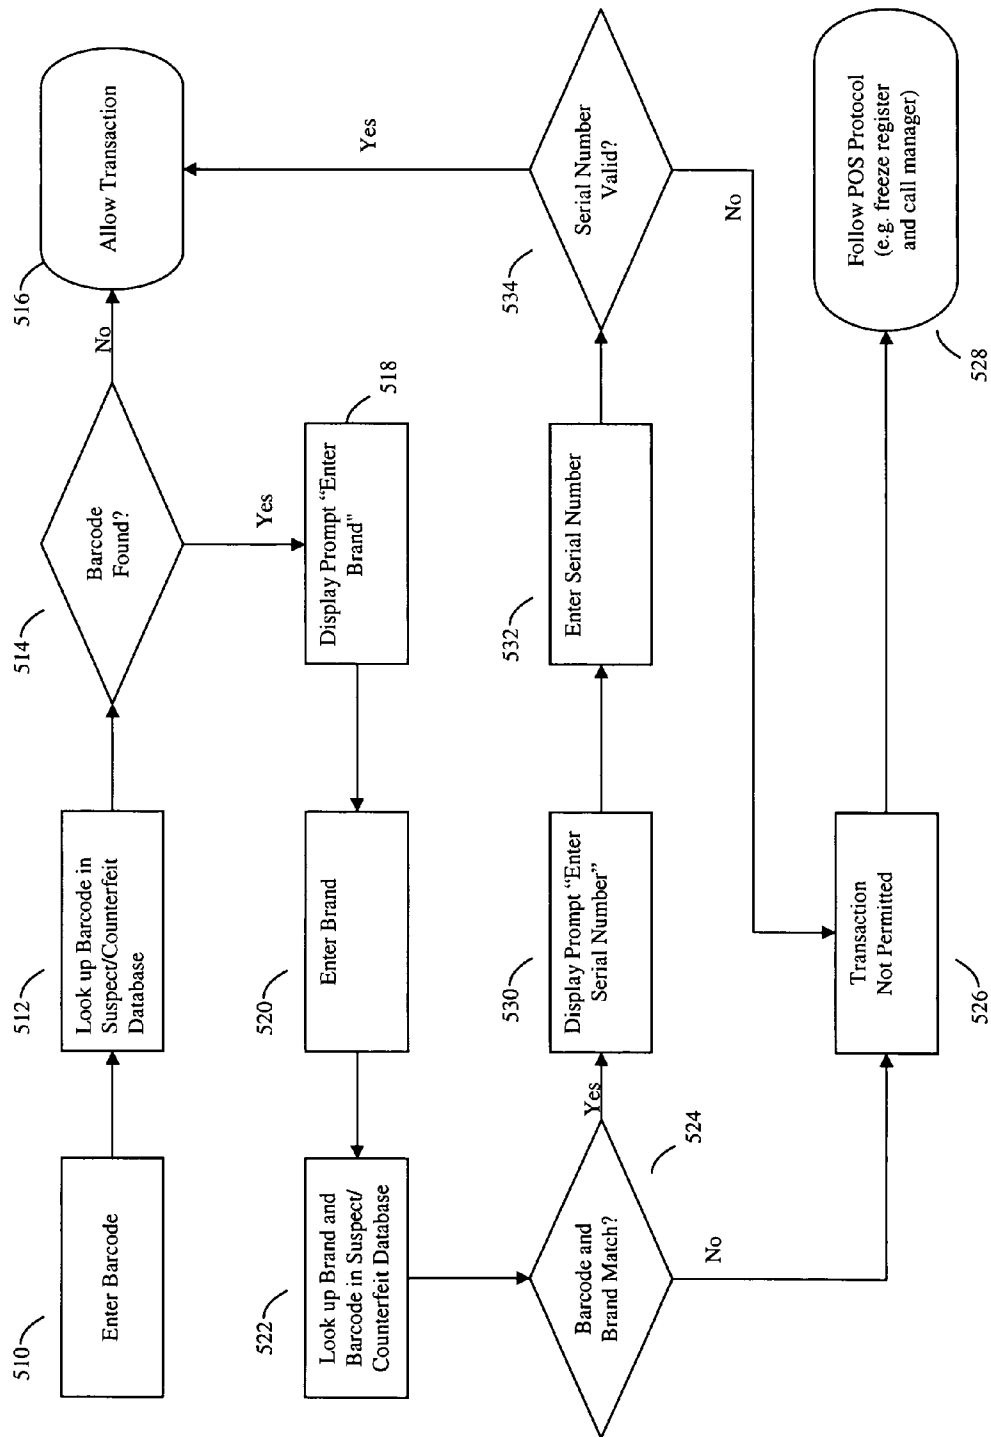 510
Enter Barcode
512
Look up Barcode in
Suspect/Counterfeit
Database
514
Barcode
Found?
No
516
Allow Transaction
Yes
518
Display Prompt “Enter
Brand"
520
Enter Brand
522
Look up Brand and
Barcode in Suspect/
Counterfeit Database
524
Barcode and
Brand Match?
Yes
No
530
Display Prompt “Enter
Serial Number”
532
Enter Serial Number
534
Serial Number
Valid?
Yes
No
526
Transaction
Not Permitted
528
Follow POS Protocol
(e.g. freeze register
and call manager)